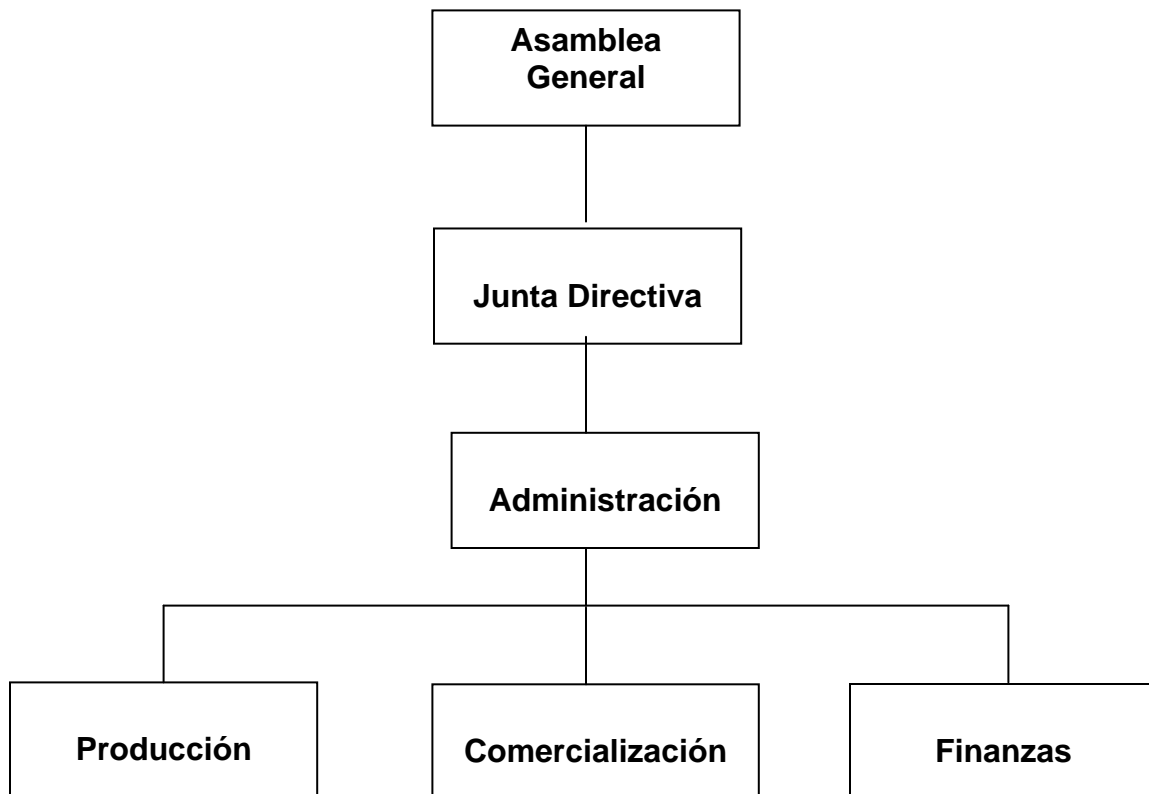 Asamblea
General
Junta Directiva
Administración
Producción
Comercialización
Finanzas